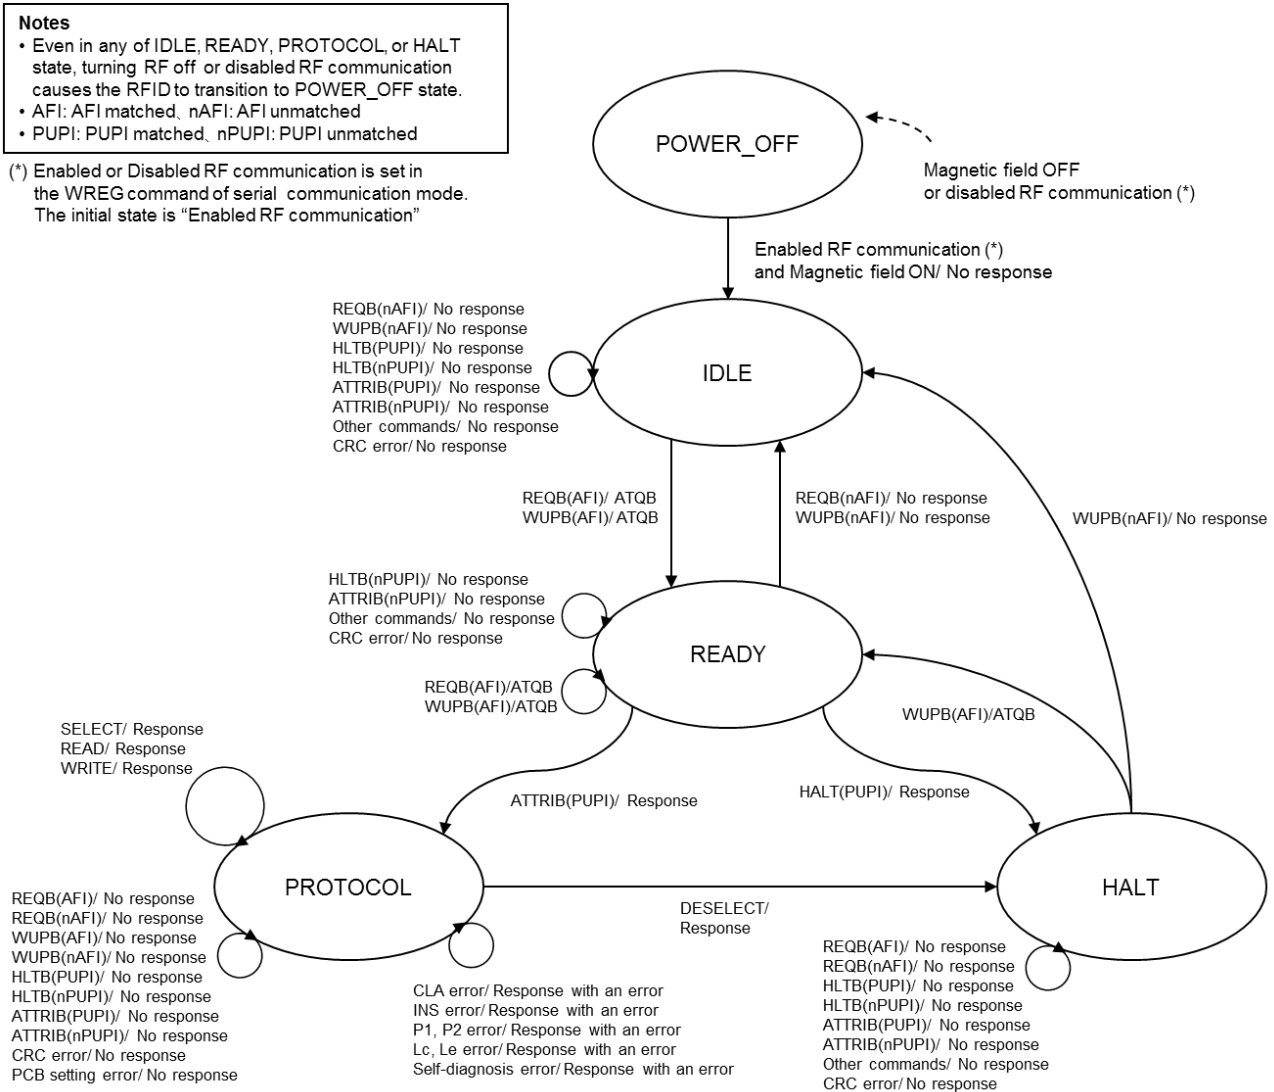 Notes
• Even in any of IDLE, READY, PROTOCOL, or HALT
state, turning RF off or disabled RF communication
causes the RFID to transition to POWER_OFF state.
• AFI: AFI matched、nAFI: AFI unmatched
• PUPI: PUPI matched、nPUPI: PUPI unmatched
(*) Enabled or Disabled RF communication is set in
the WREG command of serial communication mode.
The initial state is “Enabled RF communication”
POWER_OFF
Magnetic field OFF
or disabled RF communication (*)
Enabled RF communication (*)
and Magnetic field ON/ No response
REQB(nAFI)/ No response
WUPB(nAFI)/ No response
HLTB(PUPI)/ No response
HLTB(nPUPI)/ No response
ATTRIB(PUPI)/ No response
ATTRIB(nPUPI)/ No response
Other commands/ No response
CRC error/ No response
IDLE
REQB(AFI)/ ATQB
WUPB(AFI)/ ATQB
REQB(nAFI)/ No response
WUPB(nAFI)/ No response
WUPB(nAFI)/ No response
HLTB(nPUPI)/ No response
ATTRIB(nPUPI)/ No response
Other commands/ No response
CRC error/ No response
READY
REQB(AFI)/ATQB
WUPB(AFI)/ATQB
WUPB(AFI)/ATQB
SELECT/ Response
READ/ Response
WRITE/ Response
ATTRIB(PUPI)/ Response
HALT(PUPI)/ Response
PROTOCOL
HALT
DESELECT/
Response
REQB(AFI)/ No response
REQB(nAFI)/ No response
WUPB(AFI)/ No response
WUPB(nAFI)/ No response
HLTB(PUPI)/ No response
HLTB(nPUPI)/ No response
ATTRIB(PUPI)/ No response
ATTRIB(nPUPI)/ No response
CRC error/ No response
PCB setting error/ No response
CLA error/ Response with an error
INS error/ Response with an error
P1, P2 error/ Response with an error
Lc, Le error/ Response with an error
Self-diagnosis error/ Response with an error
REQB(AFI)/ No response
REQB(nAFI)/ No response
HLTB(PUPI)/ No response
HLTB(nPUPI)/ No response
ATTRIB(PUPI)/ No response
ATTRIB(nPUPI)/ No response
Other commands/ No response
CRC error/ No response